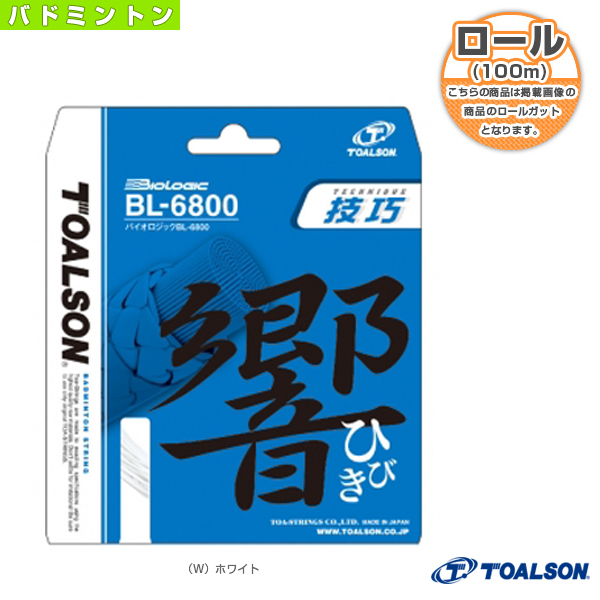 バドミントン
ロール
(100m)
こちらの商品は掲載画像の
商品のロールガット
となります。
TOALSON
BIOLOGIC
BL-6800
バイオロジックBL-6800
TECHNIQUE
技巧
TOALSON
BADMINTON STRING
響
ひびき
TOA-STRINGS CO.,LTD. MADE IN JAPAN
WWW.TOALSON.CO.JP
(W) ホワイト
TOALSON